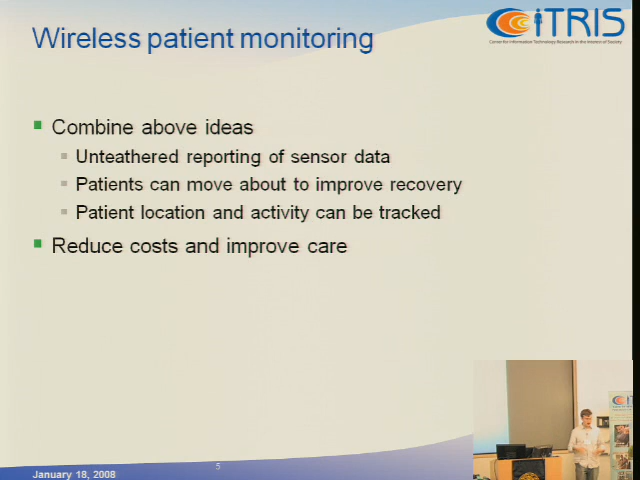 Wireless patient monitoring
CITRIS
Center for Information Technology Research in the Interest of Society
Combine above ideas
Unteathered reporting of sensor data
Patients can move about to improve recovery
Patient location and activity can be tracked
Reduce costs and improve care
January 18, 2008
5